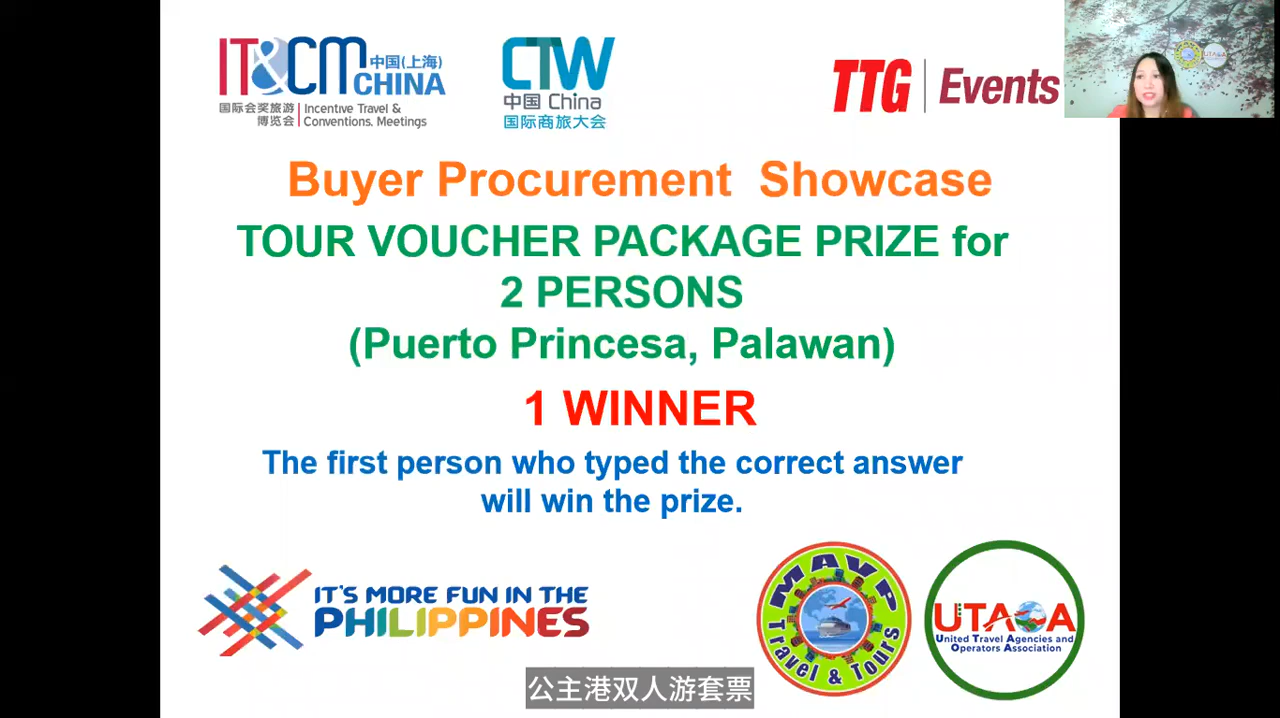 IT&CM 中国(上海)
CHINA
国际会奖旅游 Incentive Travel &
博览会 Conventions, Meetings
CTW
中国 China
国际商旅大会
TTG Events
Buyer Procurement Showcase
TOUR VOUCHER PACKAGE PRIZE for
2 PERSONS
(Puerto Princesa, Palawan)
1 WINNER
The first person who typed the correct answer
will win the prize.
IT'S MORE FUN IN THE
PHILIPPINES
MAVP
Travel & Tours
UTAOA
United Travel Agencies and
Operators Association
公主港双人游套票